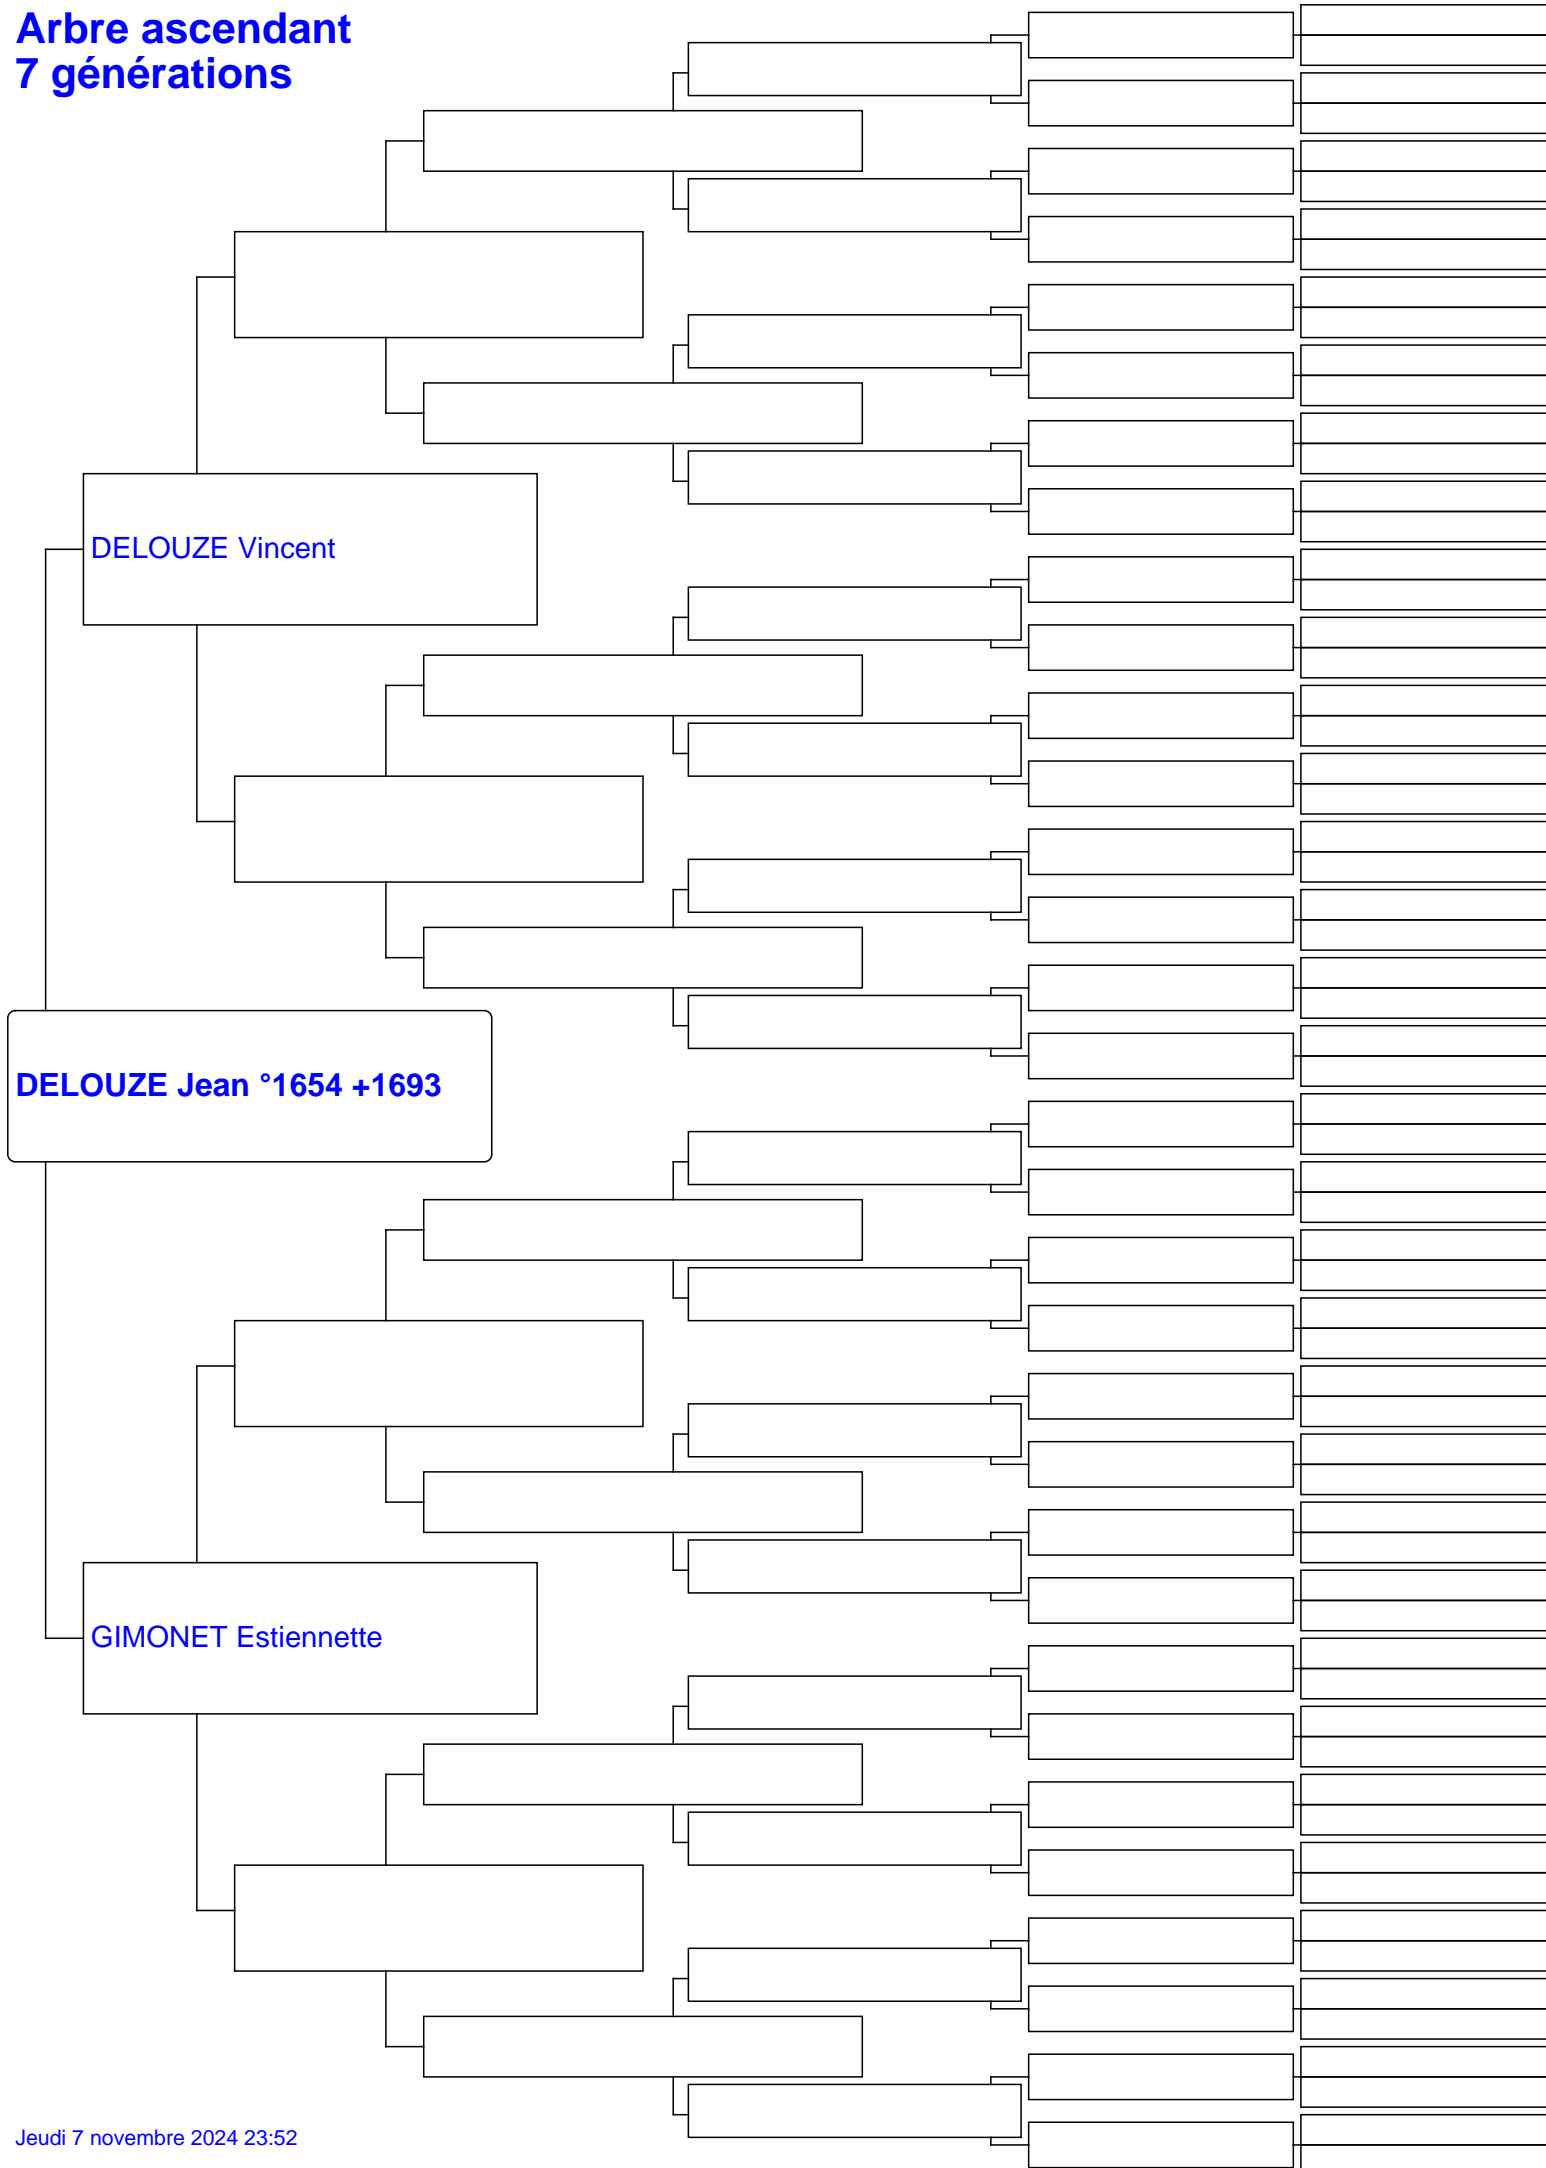 Arbre ascendant
7 générations
DELOUZE Vincent
DELOUZE Jean °1654 +1693
GIMONET Estiennette
Jeudi 7 novembre 2024 23:52